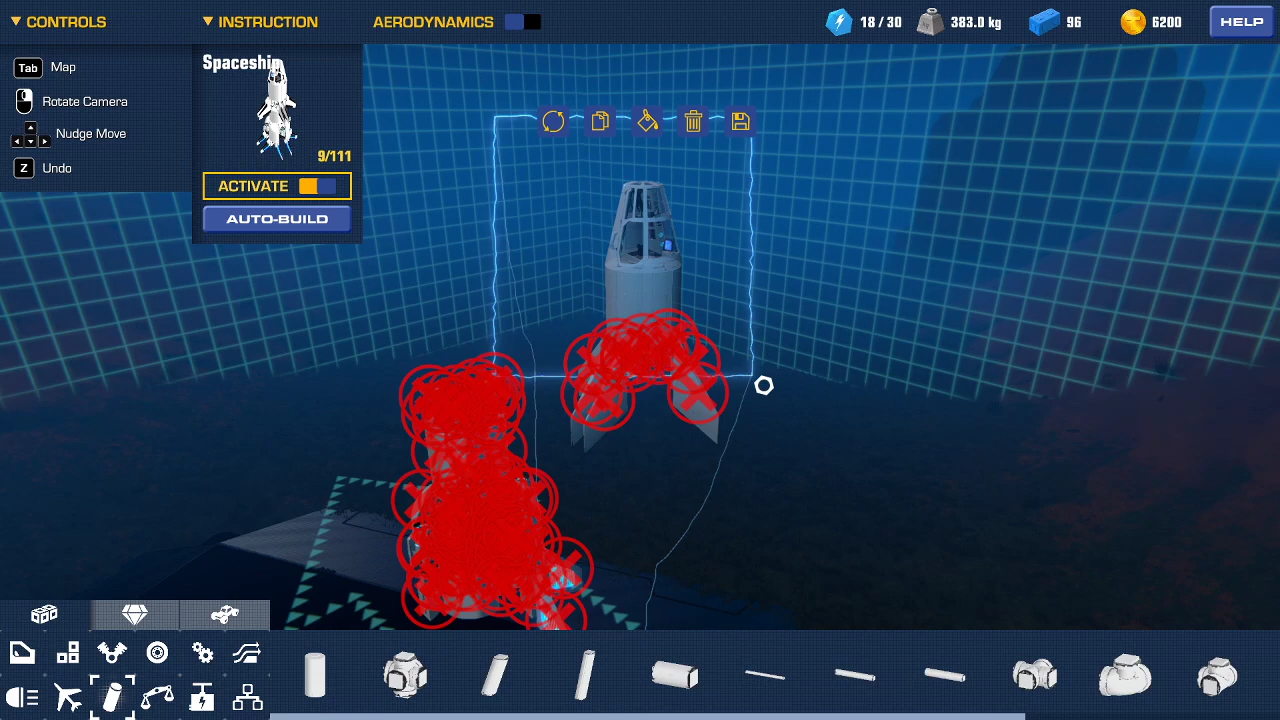 CONTROLS
INSTRUCTION
AERODYNAMICS
18 / 30
383.0 kg
96
6200
HELP
Tab Map
Rotate Camera
Nudge Move
Z Undo
Spaceship
9/111
ACTIVATE
AUTO-BUILD